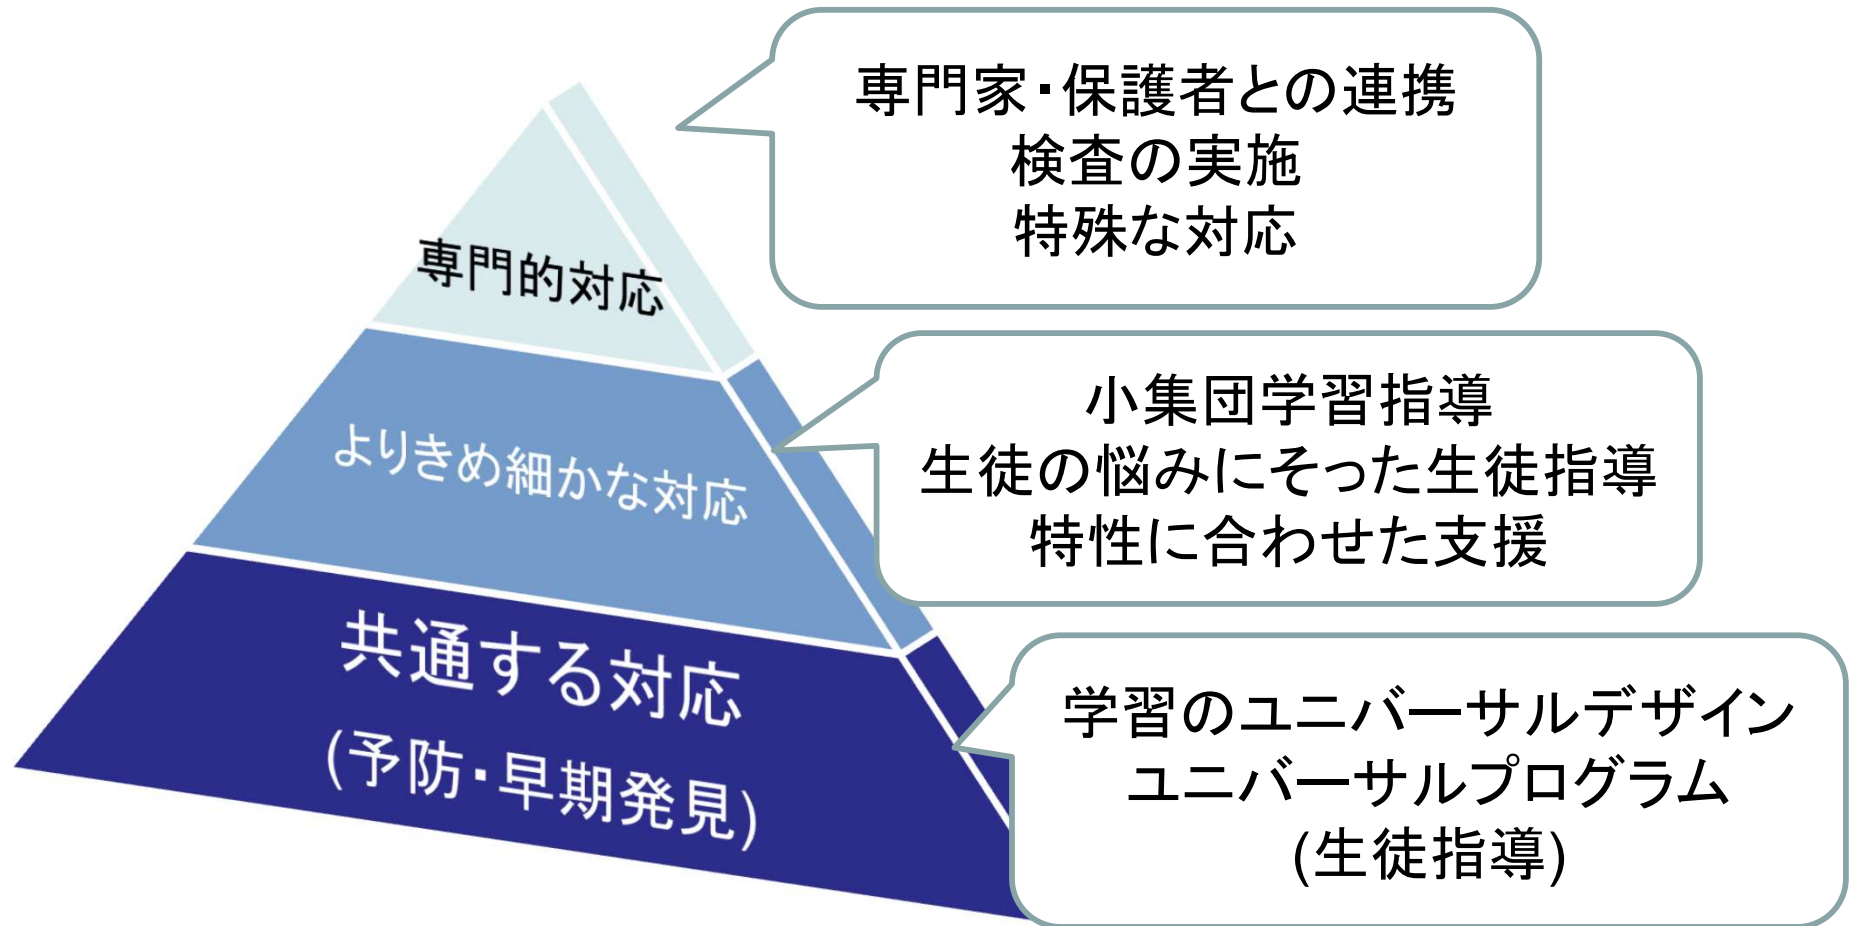 専門家・保護者との連携
検査の実施
特殊な対応
専門的対応
小集団学習指導
生徒の悩みにそった生徒指導
特性に合わせた支援
よりきめ細かな対応
共通する対応
(予防・早期発見)
学習のユニバーサルデザイン
ユニバーサルプログラム
(生徒指導)